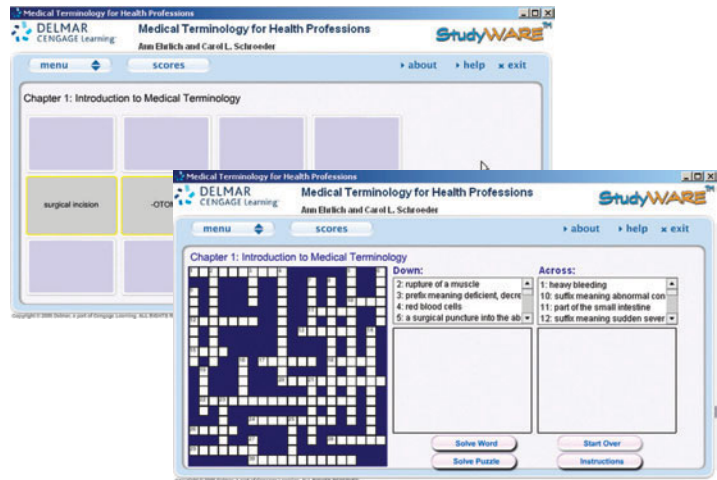 Medical Terminology for Health Professions
DELMAR
CENGAGE Learning
Medical Terminology for Health Professions
Ann Ehrlich and Carol L. Schroeder
StudyWARE™
menu
scores
about
help
x exit
Chapter 1: Introduction to Medical Terminology
surgical incision
-OTOM
Medical Terminology for Health Professions
DELMAR
CENGAGE Learning
Medical Terminology for Health Professions
Ann Ehrlich and Carol L. Schroeder
StudyWARE™
menu
scores
about
help
x exit
Chapter 1: Introduction to Medical Terminology
Down:
2: rupture of a muscle
3: prefix meaning deficient, decre
4: red blood cells
5: a surgical puncture into the ab
Across:
1: heavy bleeding
10: suffix meaning abnormal con
11: part of the small intestine
12: suffix meaning sudden sever
Solve Word
Start Over
Solve Puzzle
Instructions